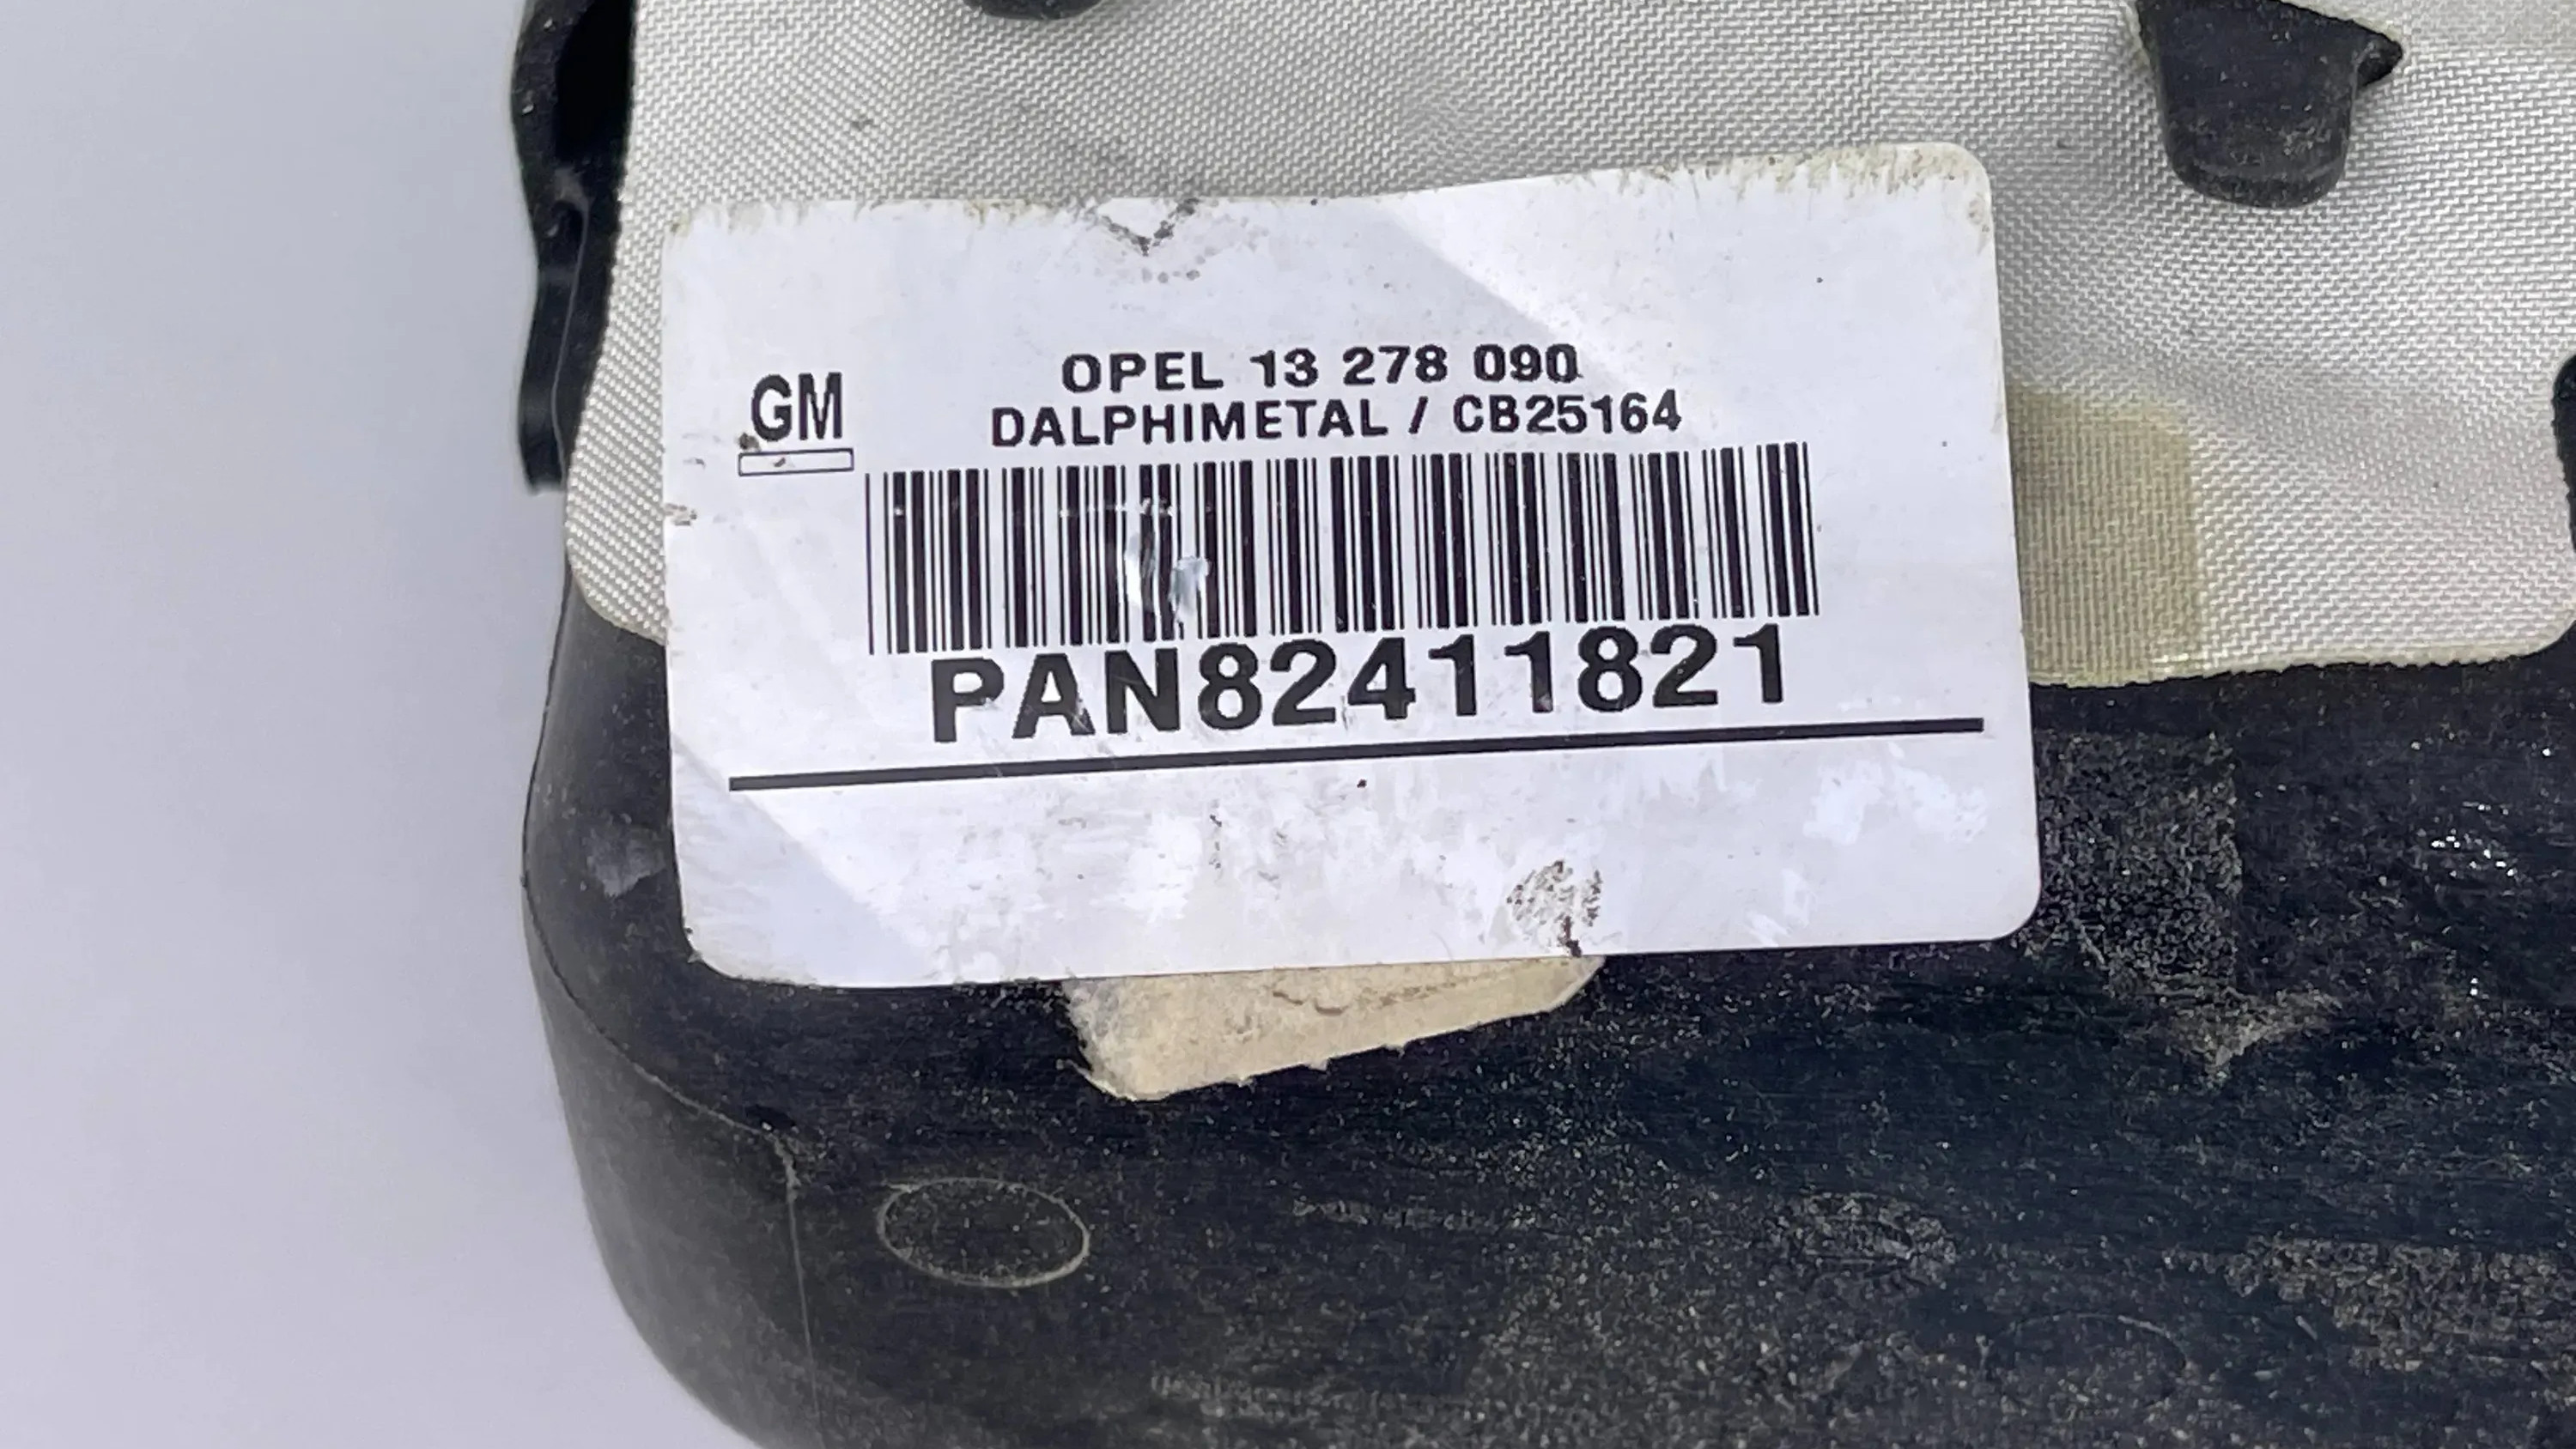 OPEL 13 278 090
GM
DALPHIMETAL / CB25164
PAN82411821